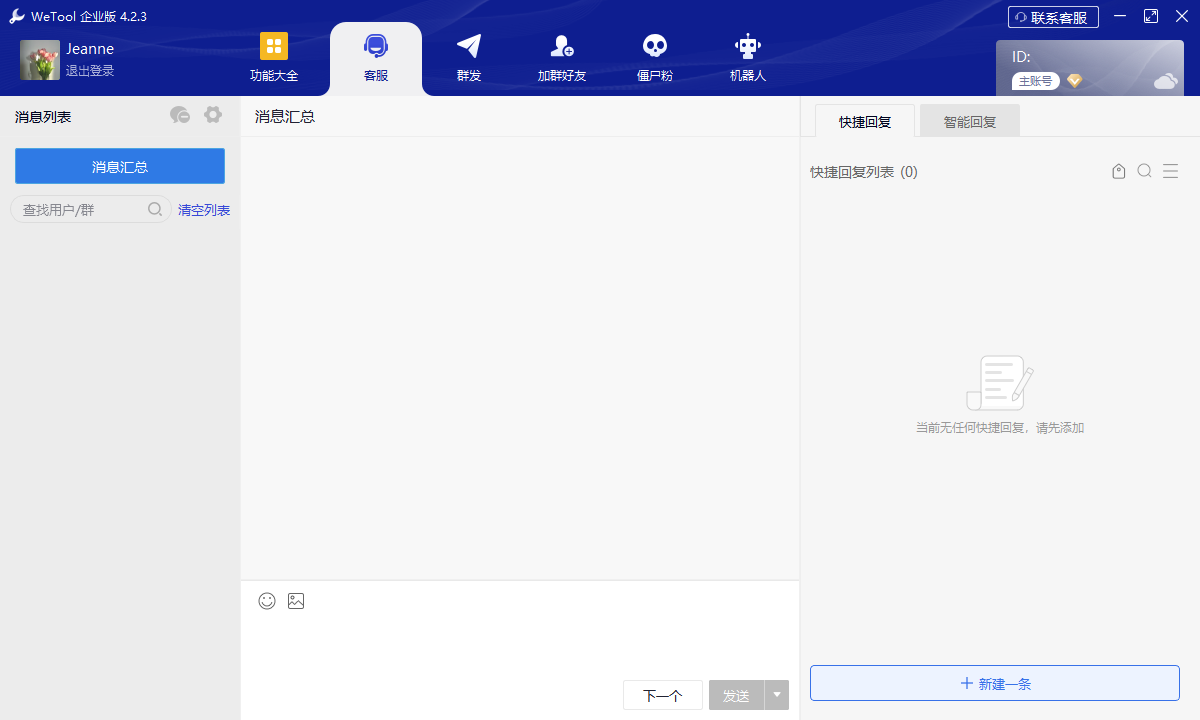 WeTool 企业版 4.2.3
联系客服
Jeanne
退出登录
功能大全
客服
群发
加群好友
僵尸粉
机器人
ID:
主账号
消息列表
消息汇总
查找用户/群
清空列表
消息汇总
下一个
发送
快捷回复
智能回复
快捷回复列表 (0)
当前无任何快捷回复，请先添加
新建一条